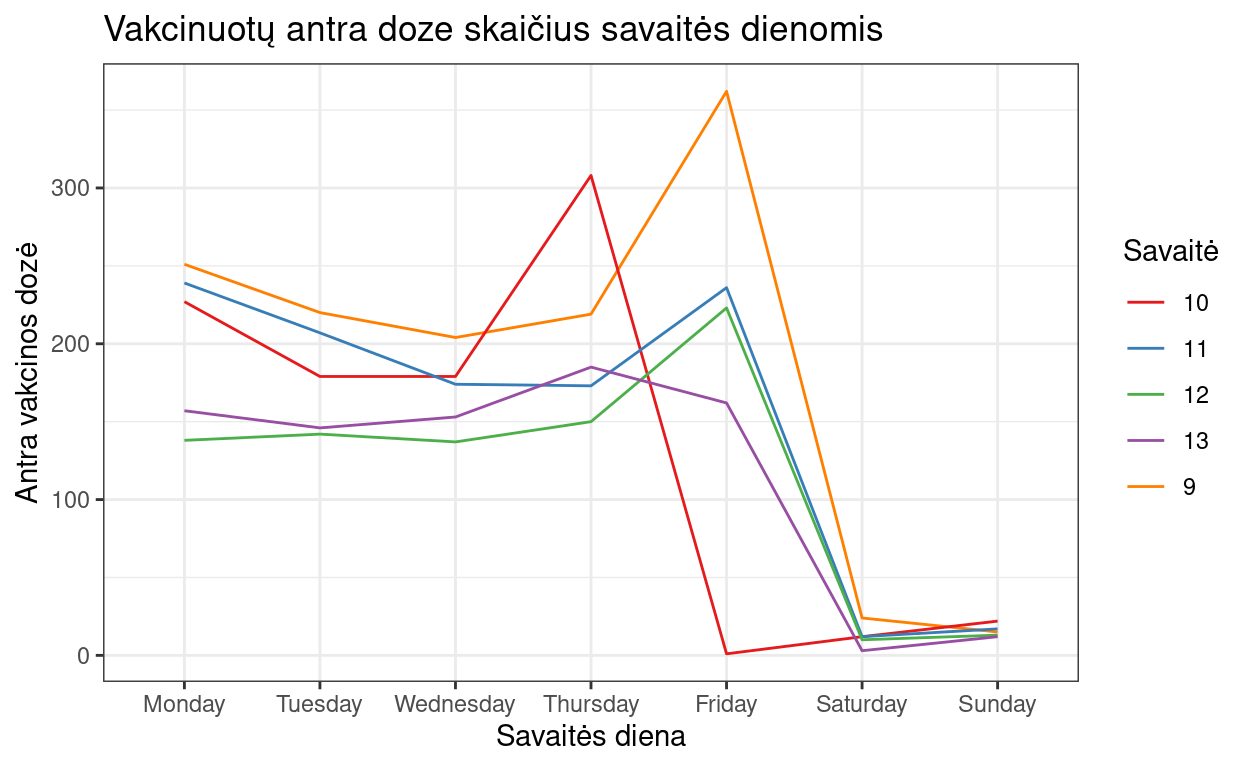 Vakcinuotų antra doze skaičius savaitės dienomis
Antra vakcinos dozė
300
200
100
0
Monday Tuesday Wednesday Thursday Friday Saturday Sunday
Savaitės diena
Savaitė
10
11
12
13
9